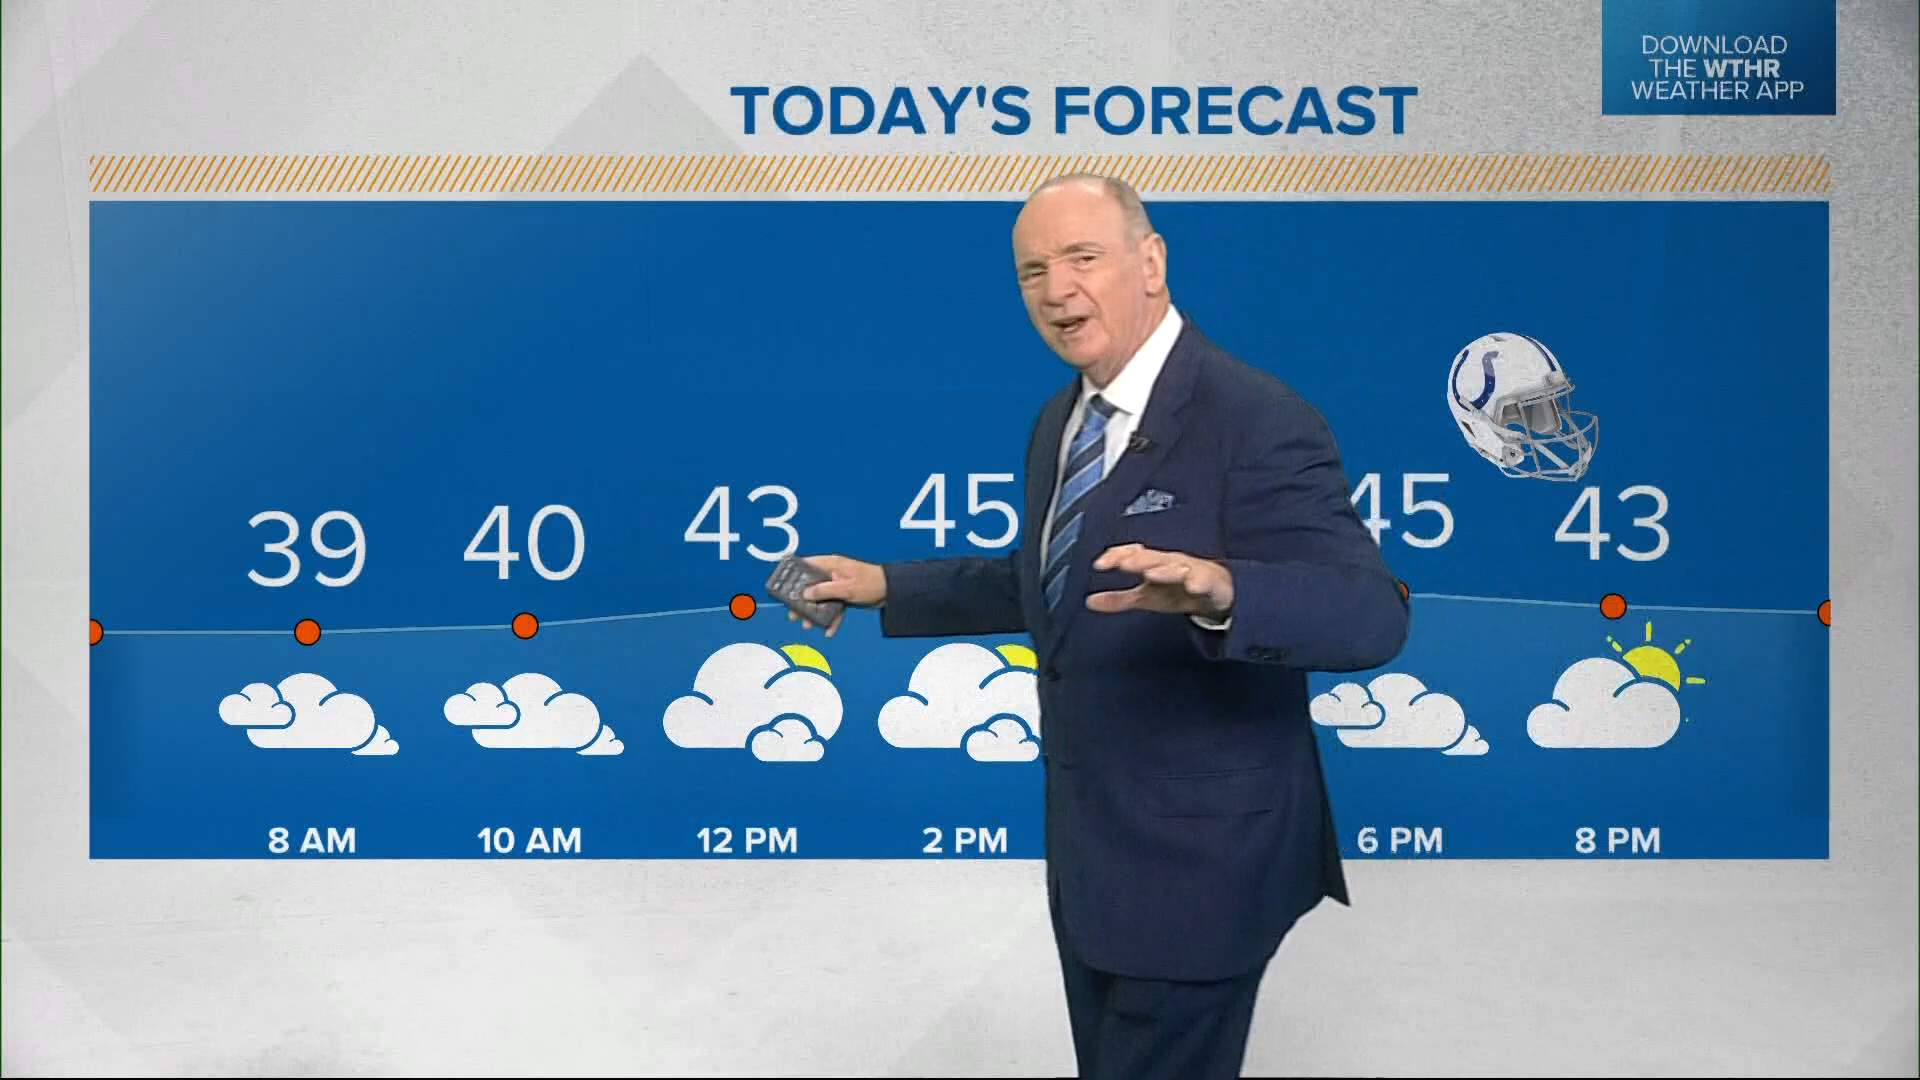 DOWNLOAD
THE WTHR
WEATHER APP
TODAY'S FORECAST
39 40 43 45 45 43
8 AM 10 AM 12 PM 2 PM 6 PM 8 PM